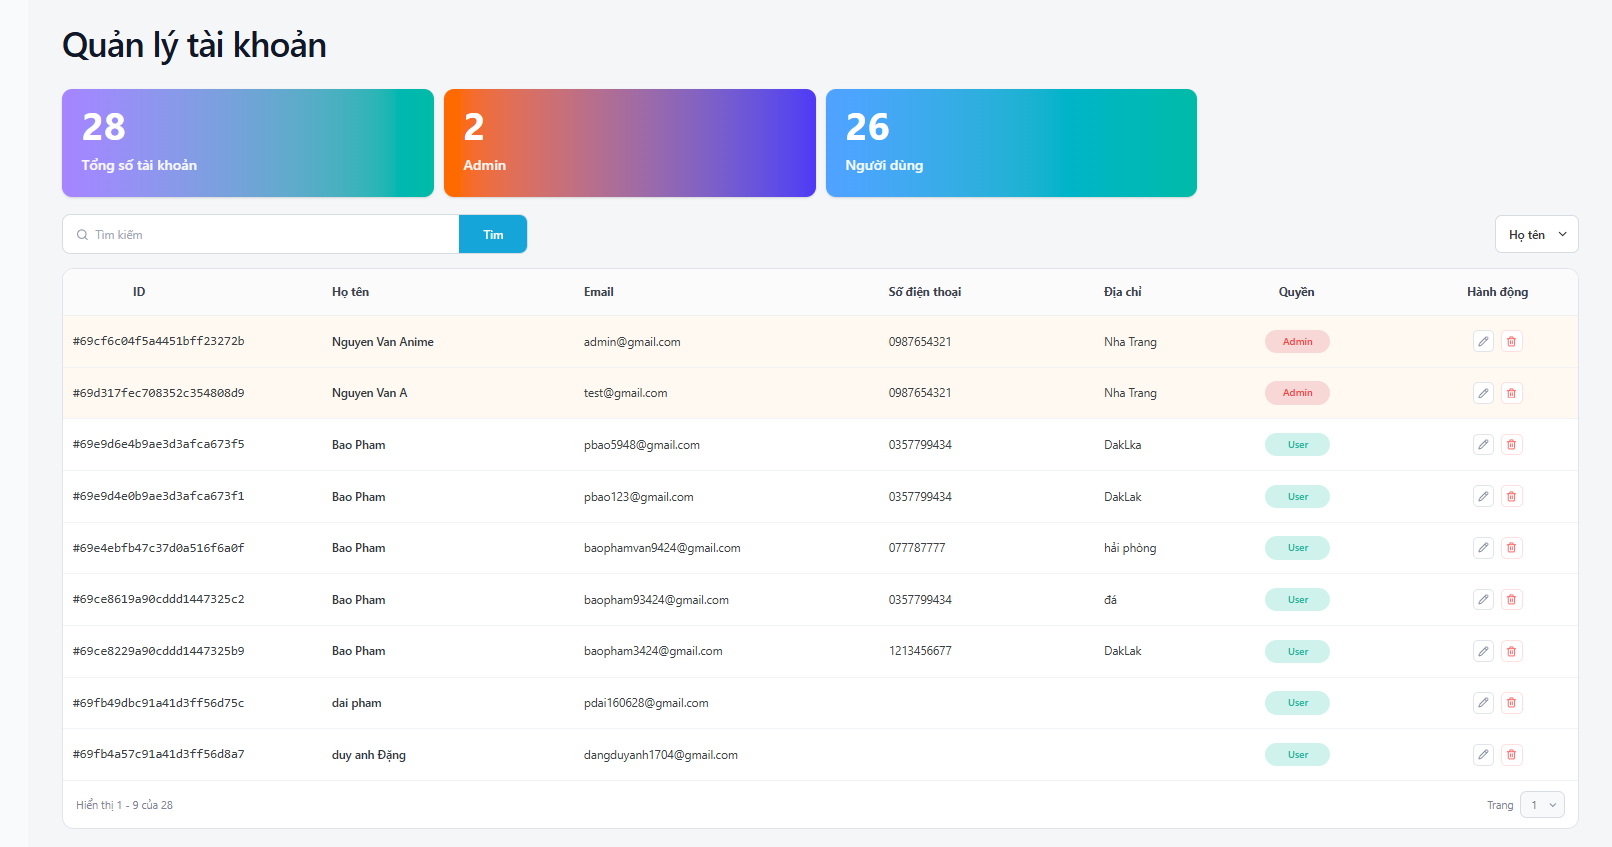 Quản lý tài khoản
28
Tổng số tài khoản
2
Admin
26
Người dùng
Tìm kiếm
Tìm
Họ tên
ID Họ tên Email Số điện thoại Địa chỉ Quyền Hành động
#69cf6c04f5a4451bff23272b Nguyen Van Anime admin@gmail.com 0987654321 Nha Trang Admin
#69d317fec708352c354808d9 Nguyen Van A test@gmail.com 0987654321 Nha Trang Admin
#69e9d6e4b9ae3d3afca673f5 Bao Pham pbao5948@gmail.com 0357799434 DakLka User
#69e9d4e0b9ae3d3afca673f1 Bao Pham pbao123@gmail.com 0357799434 DakLak User
#69e4ebfb47c37d0a516f6a0f Bao Pham baophamvan9424@gmail.com 077787777 hải phòng User
#69ce8619a90cddd1447325c2 Bao Pham baopham93424@gmail.com 0357799434 đá User
#69ce8229a90cddd1447325b9 Bao Pham baopham3424@gmail.com 1213456677 DakLak User
#69fb49dbc91a41d3ff56d75c dai pham pdai160628@gmail.com User
#69fb4a57c91a41d3ff56d8a7 duy anh Đặng dangduyanh1704@gmail.com User
Hiển thị 1 - 9 của 28
Trang 1